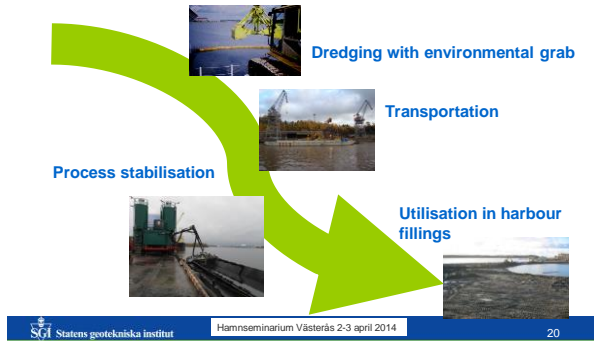 Dredging with environmental grab
Transportation
Process stabilisation
Utilisation in harbour
fillings
SGI Statens geotekniska institut
Hamnseminarium Västerås 2-3 april 2014
20